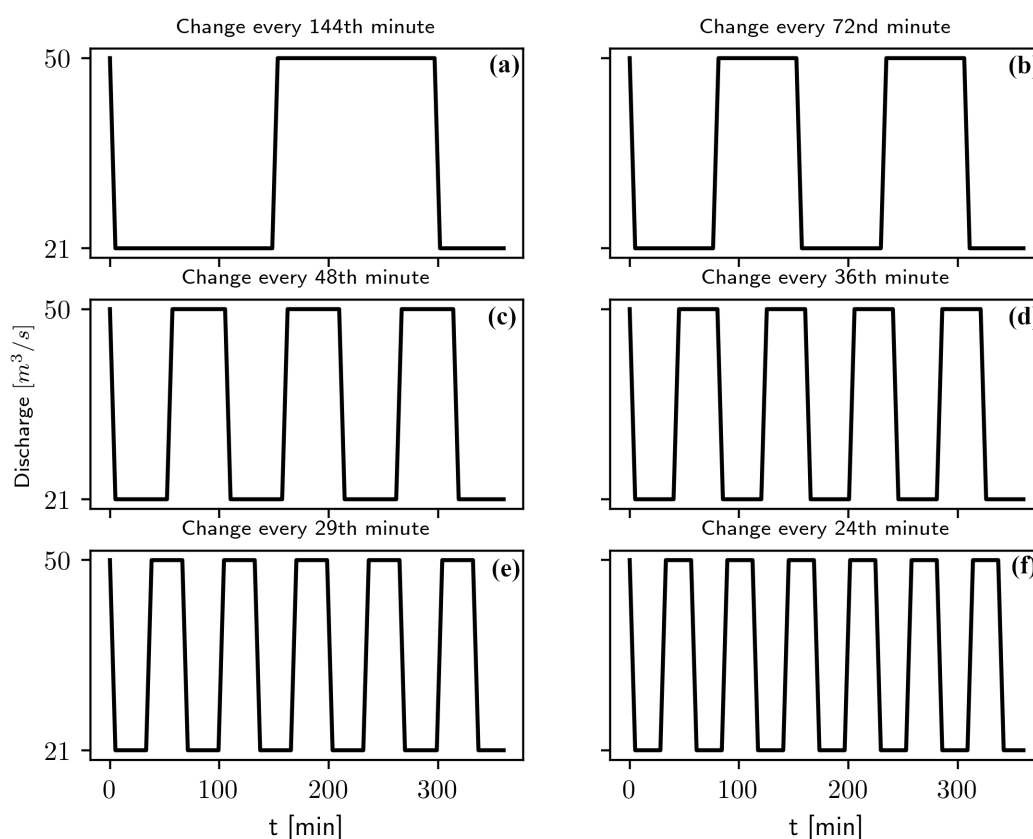 Change every 144th minute
Change every 72nd minute
50
(a)
(b)
21
Change every 48th minute
Change every 36th minute
50
(c)
(d)
21
Change every 29th minute
Change every 24th minute
50
(e)
(f)
21
Discharge [m³/s]
0 100 200 300
0 100 200 300
t [min]
t [min]